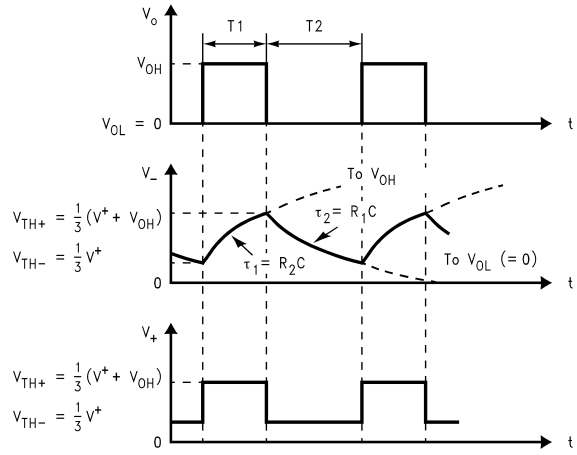 V_o
T1 T2
V_OH
V_OL = 0
t
V_-
To V_OH
V_TH+ = 1/3 (V^+ + V_OH)
τ_2 = R_1C
V_TH- = 1/3 V^+
τ_1 = R_2C
To V_OL (= 0)
0
t
V_+
V_TH+ = 1/3 (V^+ + V_OH)
V_TH- = 1/3 V^+
0
t